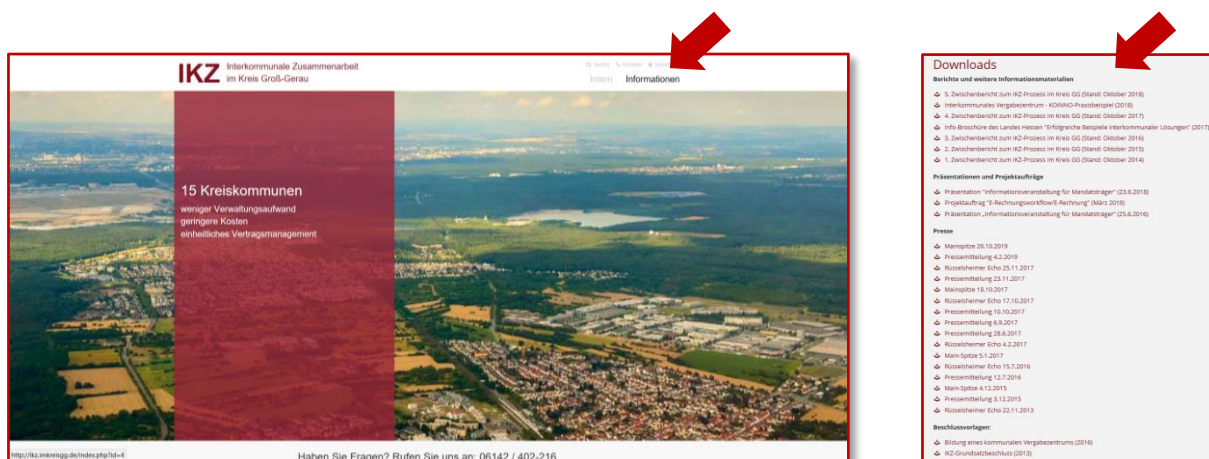 IKZ Interkommunale Zusammenarbeit
im Kreis Groß-Gerau
Suche Kontakt
Intern Informationen
15 Kreiskommunen
weniger Verwaltungsaufwand
geringere Kosten
einheitliches Vertragsmanagement
http://ikz.imkreisgg.de/index.php?id=4
Haben Sie Fragen? Rufen Sie uns an: 06142 / 402-216
Downloads
Berichte und weitere Informationsmaterialien
5. Zwischenbericht zum IKZ-Prozess im Kreis GG (Stand: Oktober 2018)
Interkommunales Vergabezentrum - KOINNO-Praxisbeispiel (2018)
4. Zwischenbericht zum IKZ-Prozess im Kreis GG (Stand: Oktober 2017)
Info-Broschüre des Landes Hessen "Erfolgreiche Beispiele interkommunaler Lösungen" (2017)
3. Zwischenbericht zum IKZ-Prozess im Kreis GG (Stand: Oktober 2016)
2. Zwischenbericht zum IKZ-Prozess im Kreis GG (Stand: Oktober 2015)
1. Zwischenbericht zum IKZ-Prozess im Kreis GG (Stand: Oktober 2014)
Präsentationen und Projektaufträge
Präsentation "Informationsveranstaltung für Mandatsträger" (23.6.2018)
Projektauftrag "E-Rechnungsworkflow/E-Rechnung" (März 2018)
Präsentation „Informationsveranstaltung für Mandatsträger" (25.6.2016)
Presse
Mainspitze 26.10.2019
Pressemitteilung 4.2.2019
Rüsselsheimer Echo 25.11.2017
Pressemitteilung 23.11.2017
Mainspitze 18.10.2017
Rüsselsheimer Echo 17.10.2017
Pressemitteilung 10.10.2017
Pressemitteilung 6.9.2017
Pressemitteilung 28.6.2017
Rüsselsheimer Echo 4.2.2017
Main-Spitze 5.1.2017
Rüsselsheimer Echo 15.7.2016
Pressemitteilung 12.7.2016
Main-Spitze 4.12.2015
Pressemitteilung 3.12.2015
Rüsselsheimer Echo 22.11.2013
Beschlussvorlagen:
Bildung eines kommunalen Vergabezentrums (2016)
IKZ-Grundsatzbeschluss (2013)